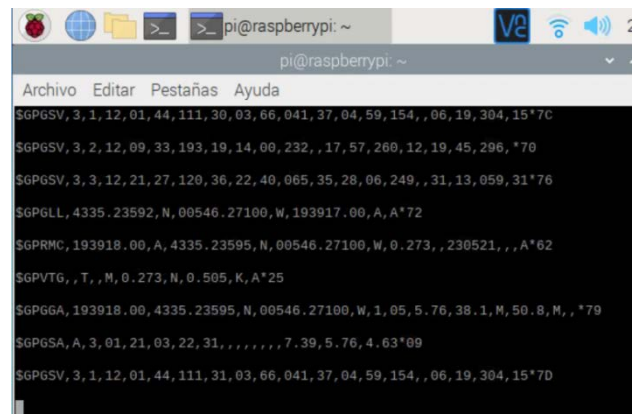 pi@raspberrypi: ~
pi@raspberrypi: ~
Archivo Editar Pestañas Ayuda
$GPGSV,3,1,12,01,44,111,30,03,66,041,37,04,59,154,,06,19,304,15*7C
$GPGSV,3,2,12,09,33,193,19,14,00,232,,17,57,260,12,19,45,296,*70
$GPGSV,3,3,12,21,27,120,36,22,40,065,35,28,06,249,,31,13,059,31*76
$GPGLL,4335.23592,N,00546.27100,W,193917.00,A,A*72
$GPRMC,193918.00,A,4335.23595,N,00546.27100,W,0.273,,230521,,,A*62
$GPVTG,,T,,M,0.273,N,0.505,K,A*25
$GPGGA,193918.00,4335.23595,N,00546.27100,W,1,05,5.76,38.1,M,50.8,M,,*79
$GPGSA,A,3,01,21,03,22,31,,,,,,,,7.39,5.76,4.63*09
$GPGSV,3,1,12,01,44,111,31,03,66,041,37,04,59,154,,06,19,304,15*7D